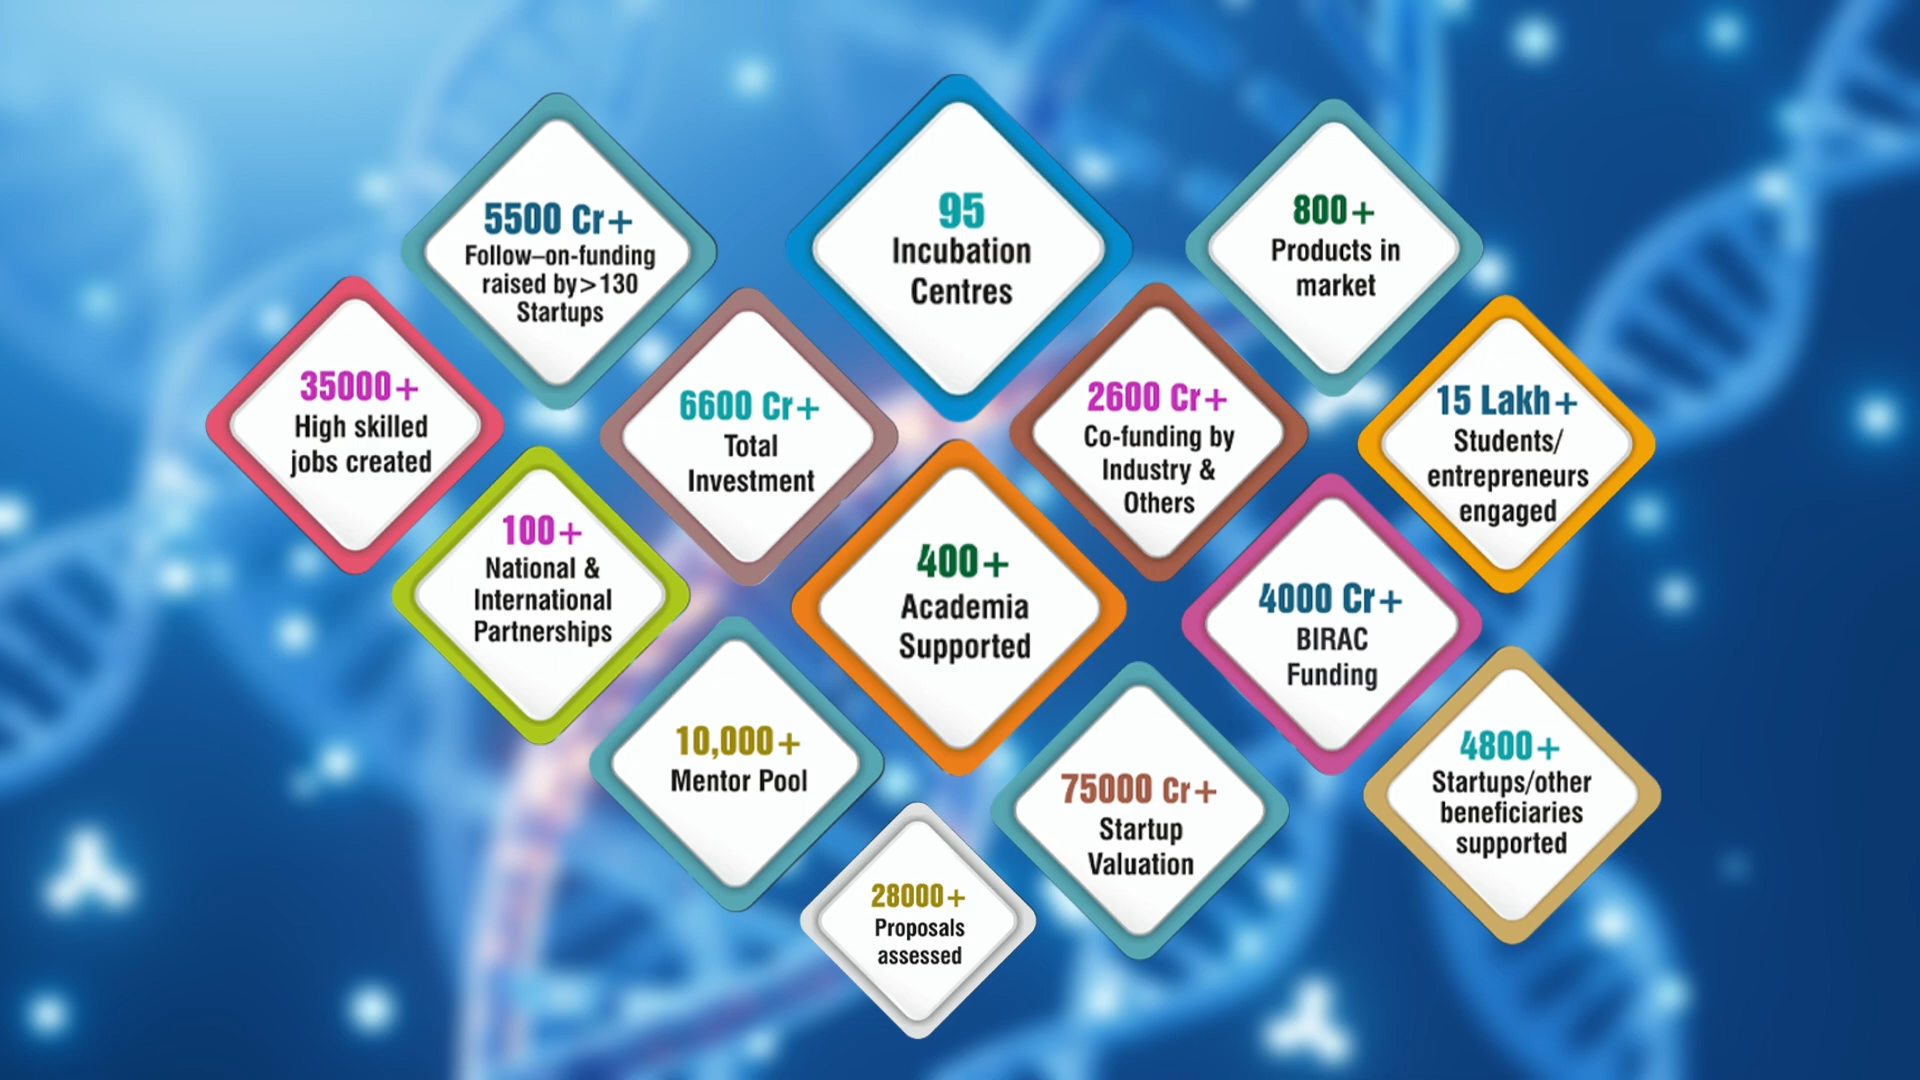 5500 Cr+
Follow–on-funding
raised by>130
Startups
95
Incubation
Centres
800+
Products in
market
35000+
High skilled
jobs created
6600 Cr+
Total
Investment
2600 Cr+
Co-funding by
Industry &
Others
15 Lakh+
Students/
entrepreneurs
engaged
100+
National &
International
Partnerships
400+
Academia
Supported
4000 Cr+
BIRAC
Funding
10,000+
Mentor Pool
75000 Cr+
Startup
Valuation
4800+
Startups/other
beneficiaries
supported
28000+
Proposals
assessed